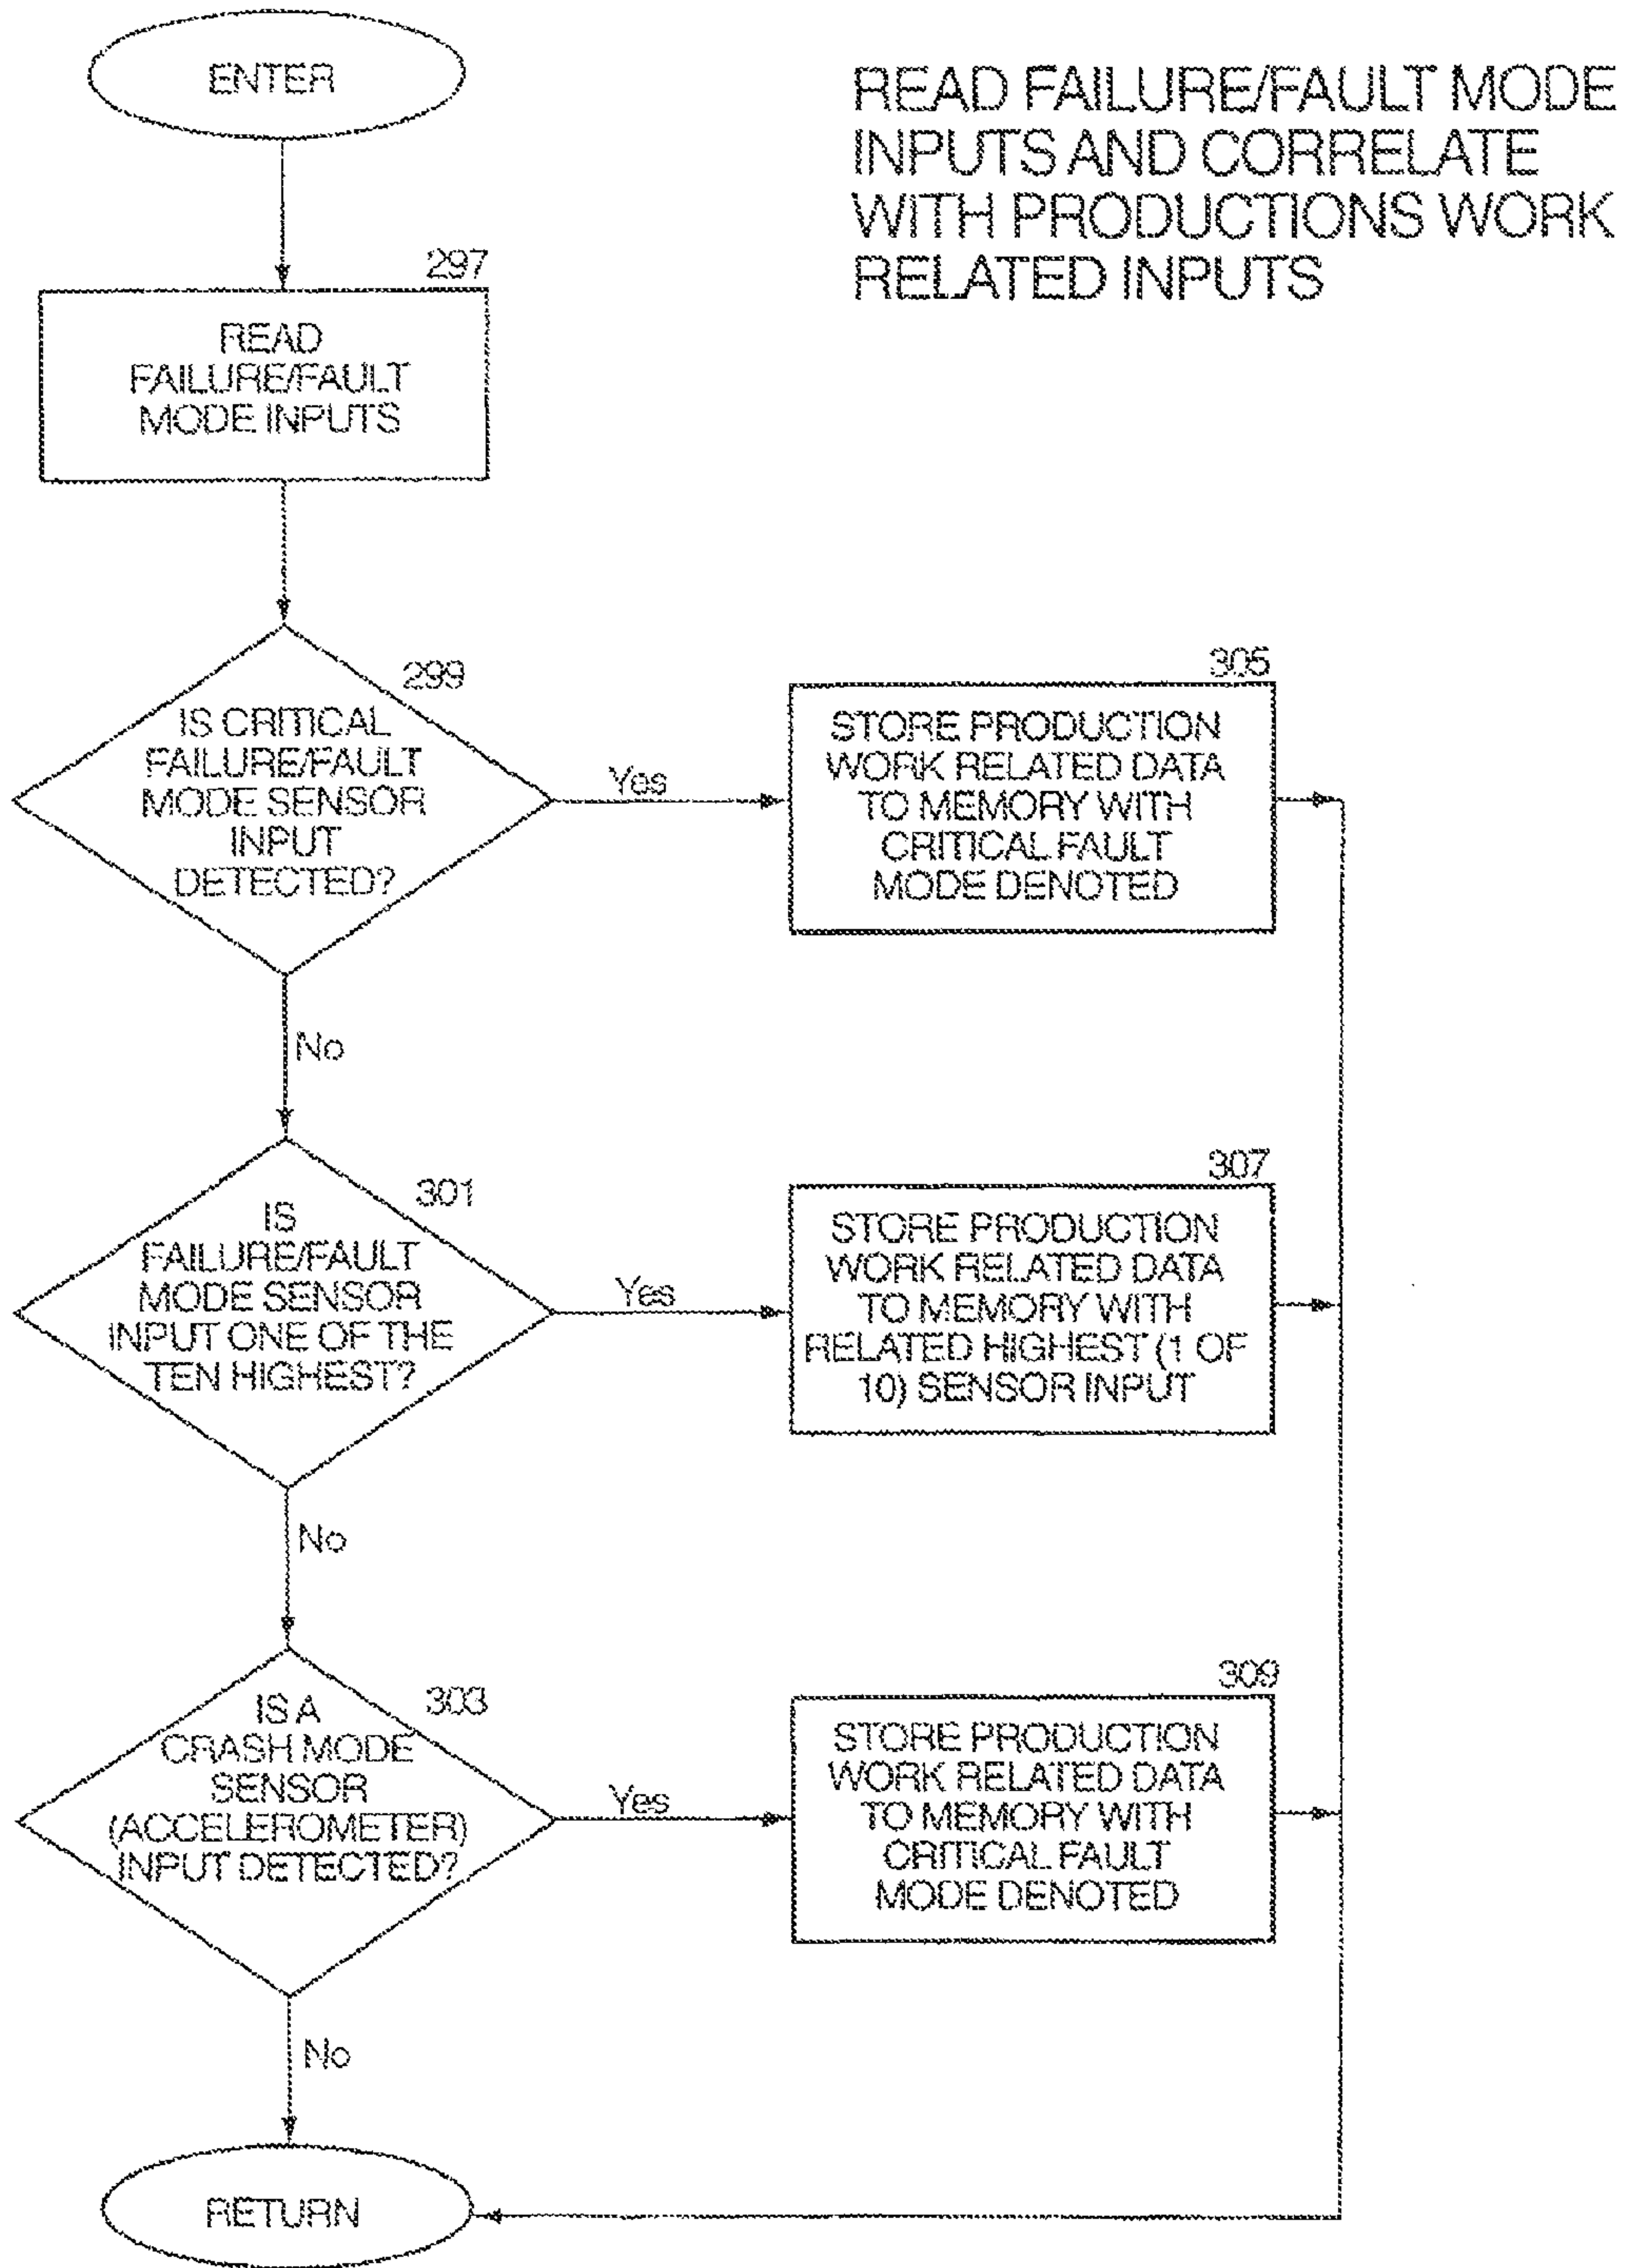 ENTER
READ FAILURE/FAULT MODE
INPUTS AND CORRELATE
WITH PRODUCTIONS WORK
RELATED INPUTS
297
READ
FAILURE/FAULT
MODE INPUTS
299
IS CRITICAL
FAILURE/FAULT
MODE SENSOR
INPUT
DETECTED?
Yes
305
STORE PRODUCTION
WORK RELATED DATA
TO MEMORY WITH
CRITICAL FAULT
MODE DENOTED
No
301
IS
FAILURE/FAULT
MODE SENSOR
INPUT ONE OF THE
TEN HIGHEST?
Yes
307
STORE PRODUCTION
WORK RELATED DATA
TO MEMORY WITH
RELATED HIGHEST (1 OF
10) SENSOR INPUT
No
303
IS A
CRASH MODE
SENSOR
(ACCELEROMETER)
INPUT DETECTED?
Yes
309
STORE PRODUCTION
WORK RELATED DATA
TO MEMORY WITH
CRITICAL FAULT
MODE DENOTED
No
RETURN